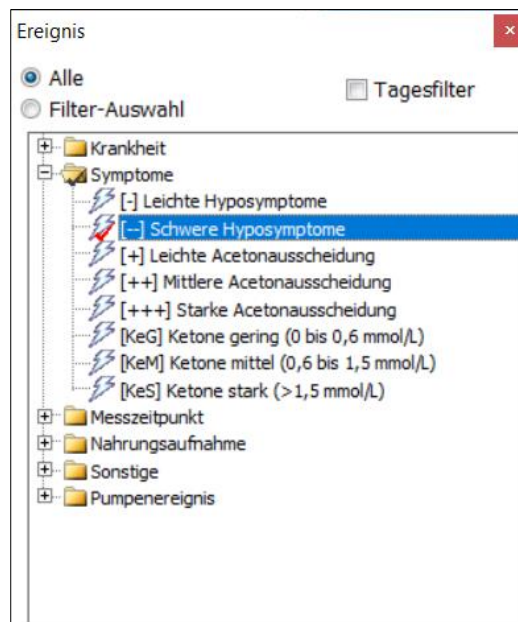 Ereignis
Alle
Tagesfilter
Filter-Auswahl
Krankheit
Symptome
[-] Leichte Hyposymptome
[--] Schwere Hyposymptome
[+] Leichte Acetonausscheidung
[++] Mittlere Acetonausscheidung
[+++] Starke Acetonausscheidung
[KeG] Ketone gering (0 bis 0,6 mmol/L)
[KeM] Ketone mittel (0,6 bis 1,5 mmol/L)
[KeS] Ketone stark (>1,5 mmol/L)
Messzeitpunkt
Nahrungsaufnahme
Sonstige
Pumpenereignis